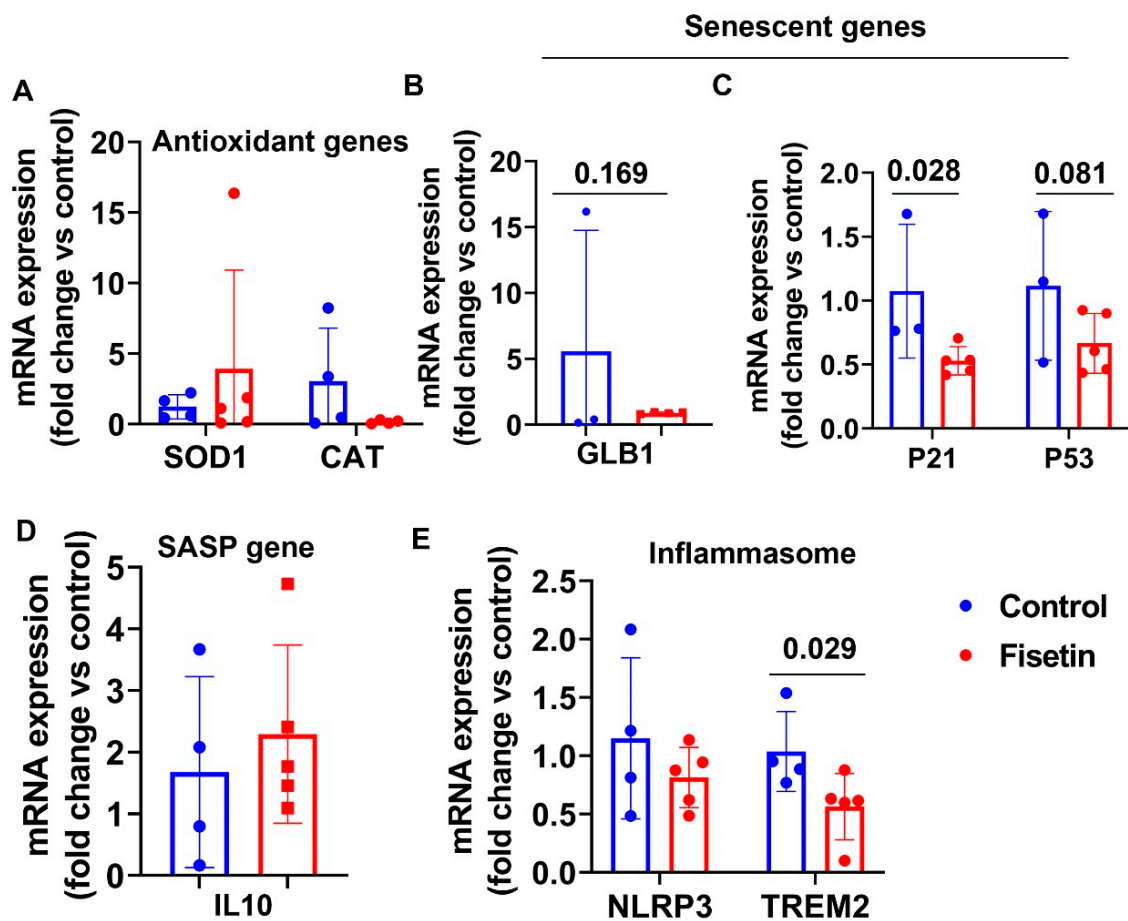 Senescent genes
A
mRNA expression
(fold change vs control)
Antioxidant genes
20
15
10
5
0
SOD1
CAT
B
mRNA expression
(fold change vs control)
20
15
10
5
0
0.169
GLB1
C
mRNA expression
(fold change vs control)
2.0
1.5
1.0
0.5
0.0
0.028
0.081
P21
P53
D
mRNA expression
(fold change vs control)
SASP gene
5
4
3
2
1
0
IL10
E
mRNA expression
(fold change vs control)
Inflammasome
2.5
2.0
1.5
1.0
0.5
0.0
0.029
NLRP3
TREM2
Control
Fisetin